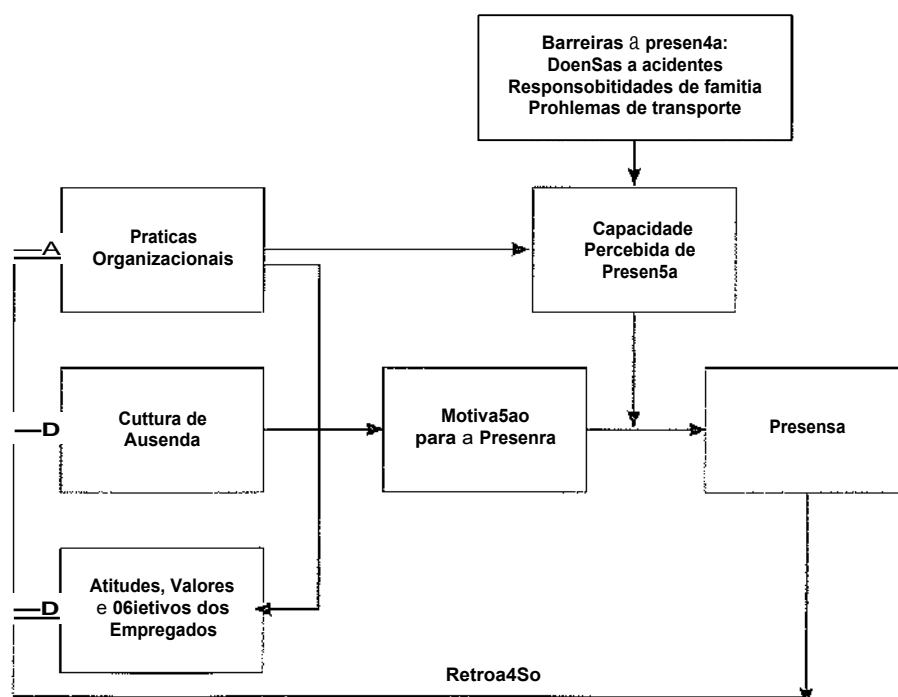 Barreiras a presen4a:
DoenSas a acidentes
Responsobitidades de famitia
Prohlemas de transporte
—A
Praticas
Organizacionais
Capacidade
Percebida de
Presen5a
—D
Cuttura de
Ausenda
Motiva5ao
para a Presenra
Presensa
—D
Atitudes, Valores
e 06ietivos dos
Empregados
Retroa4So